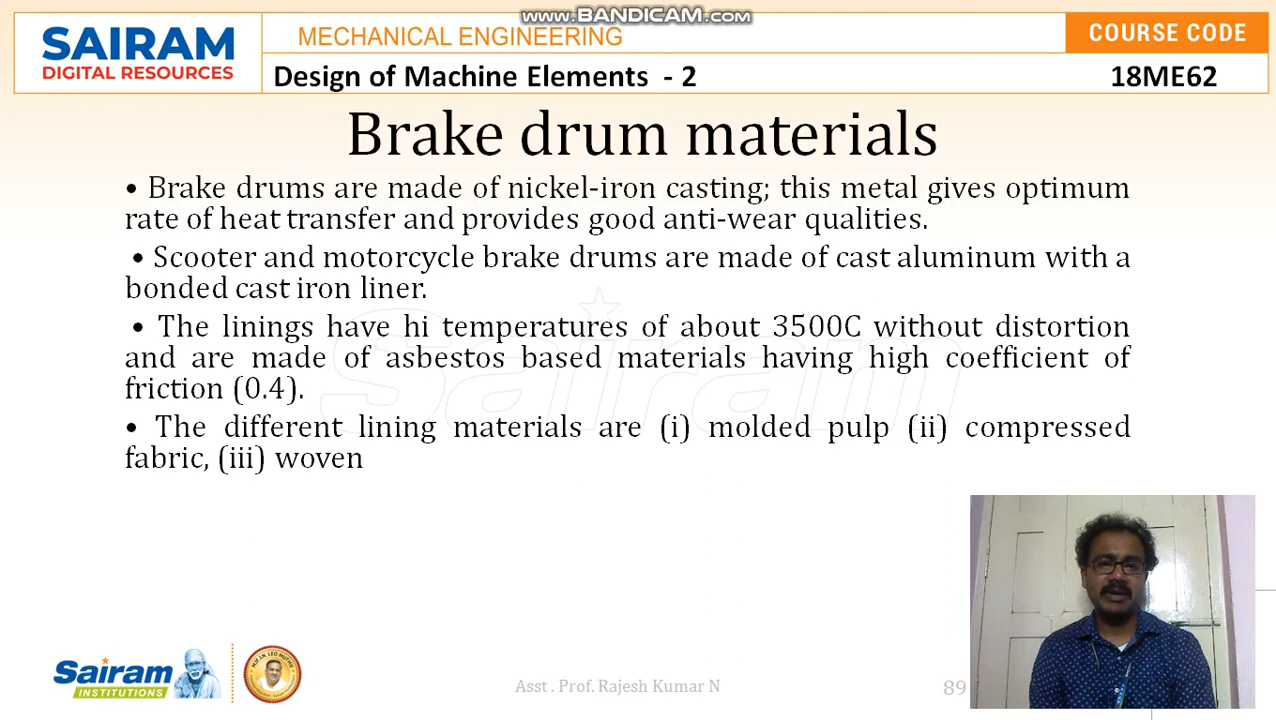 www.BANDICAM.com
SAIRAM
DIGITAL RESOURCES
MECHANICAL ENGINEERING
COURSE CODE
Design of Machine Elements - 2
18ME62
Brake drum materials
• Brake drums are made of nickel-iron casting; this metal gives optimum
rate of heat transfer and provides good anti-wear qualities.
• Scooter and motorcycle brake drums are made of cast aluminum with a
bonded cast iron liner.
• The linings have hi temperatures of about 3500C without distortion
and are made of asbestos based materials having high coefficient of
friction (0.4).
• The different lining materials are (i) molded pulp (ii) compressed
fabric, (iii) woven
Sairam
Sairam
INSTITUTIONS
Asst . Prof. Rajesh Kumar N
89